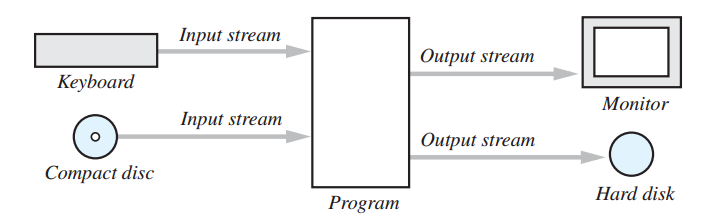 Input stream
Keyboard
Input stream
Compact disc
Program
Output stream
Monitor
Output stream
Hard disk